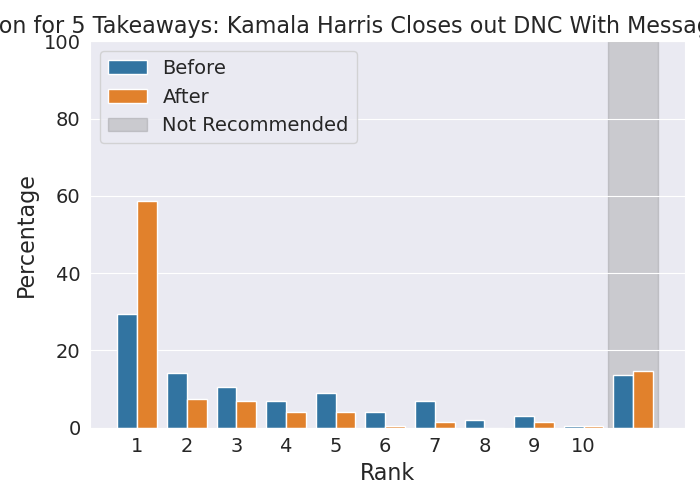 on for 5 Takeaways: Kamala Harris Closes out DNC With Messag
100
80
60
40
20
0
Percentage
Before
After
Not Recommended
1 2 3 4 5 6 7 8 9 10
Rank